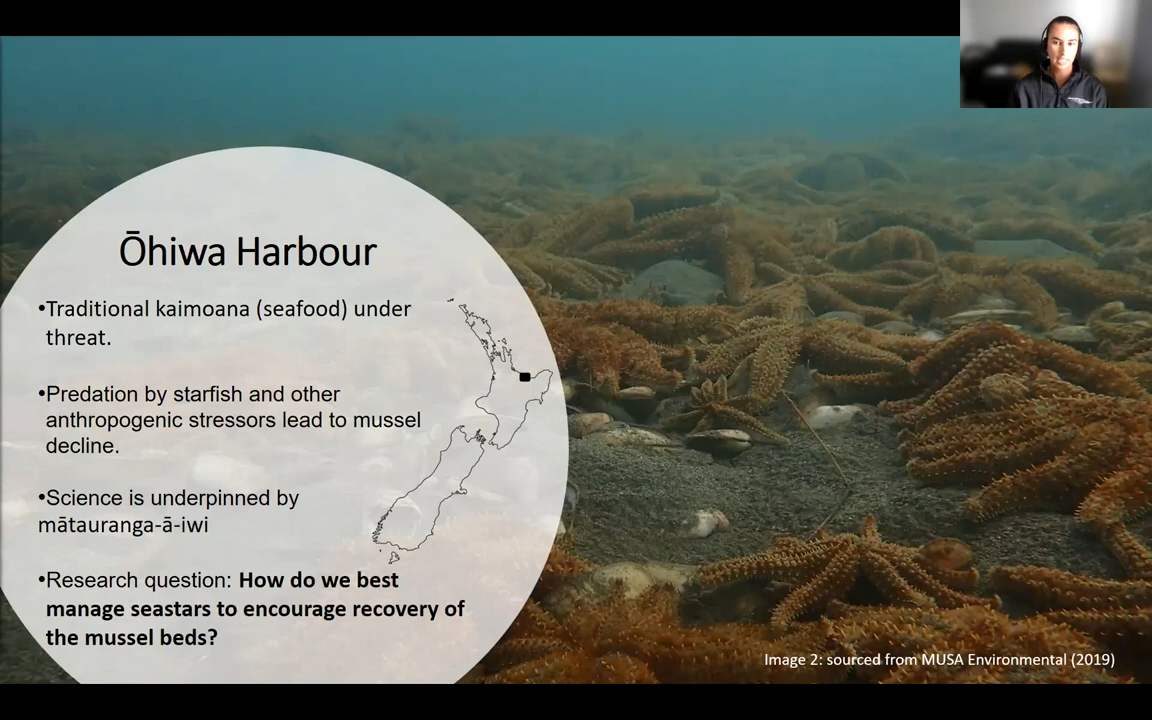 Ōhiwa Harbour
•Traditional kaimoana (seafood) under
threat.
•Predation by starfish and other
anthropogenic stressors lead to mussel
decline.
•Science is underpinned by
mātauranga-ā-iwi
•Research question: How do we best
manage seastars to encourage recovery of
the mussel beds?
Image 2: sourced from MUSA Environmental (2019)